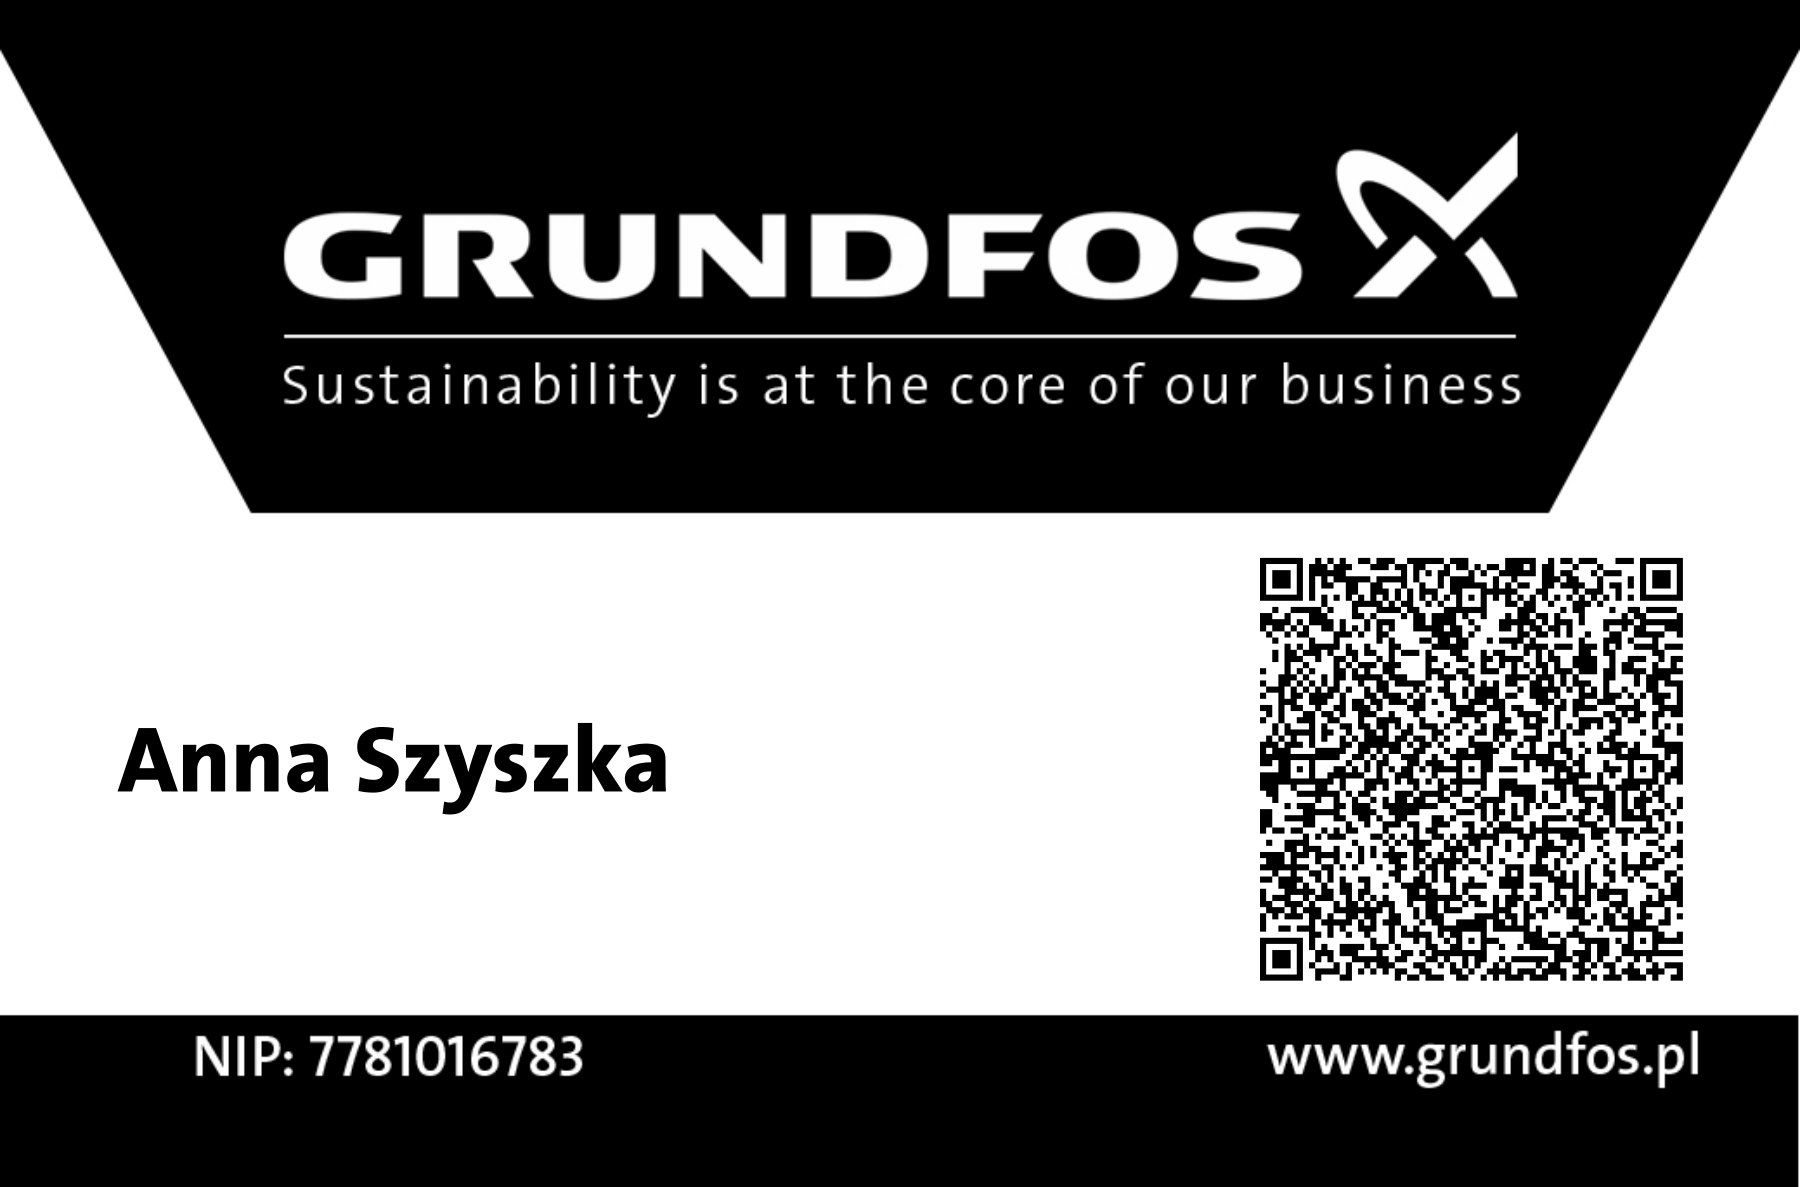 GRUNDFOS
Sustainability is at the core of our business
Anna Szyszka
NIP: 7781016783
www.grundfos.pl